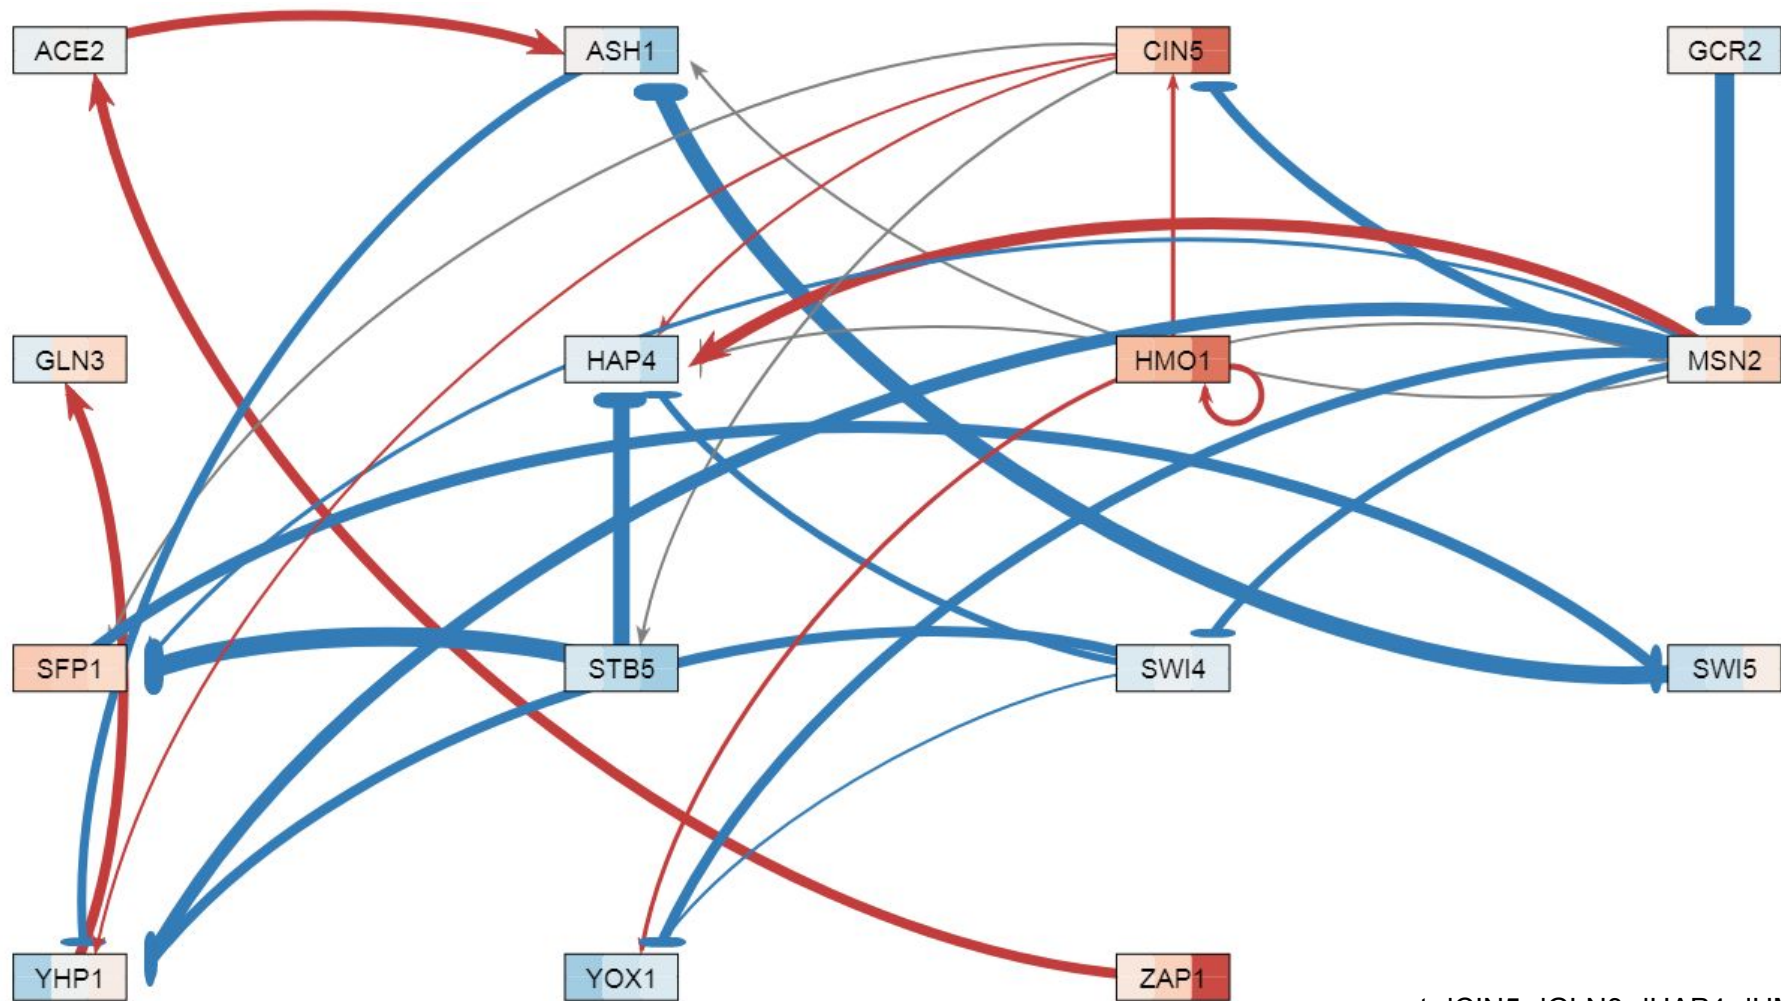 ACE2 ASH1 CIN5 GCR2
GLN3 HAP4 HMO1 MSN2
SFP1 STB5 SWI4 SWI5
YHP1 YOX1 ZAP1